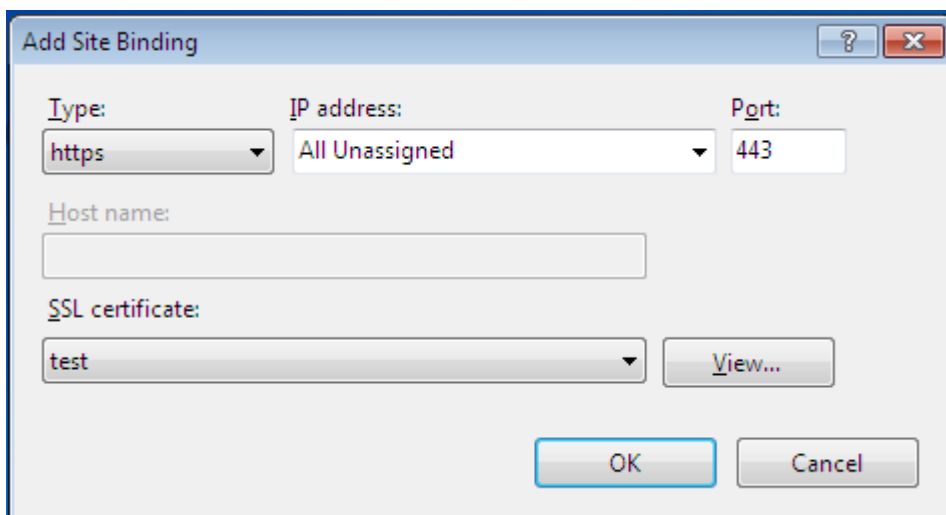 Add Site Binding
Type: IP address: Port:
https All Unassigned 443
Host name:
SSL certificate:
test View...
OK Cancel